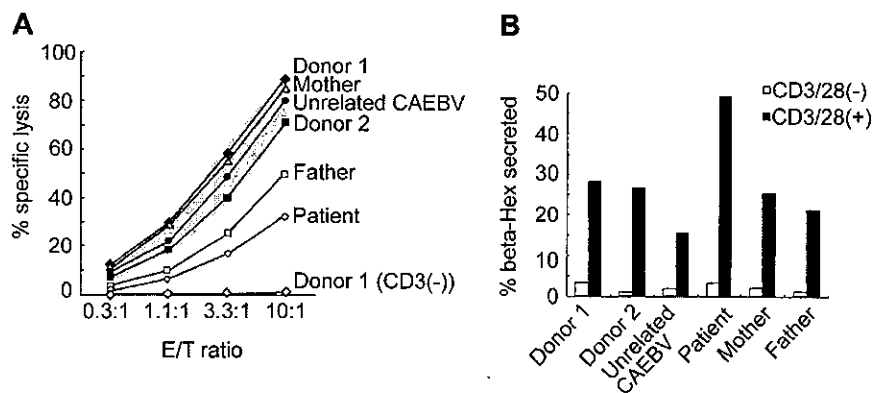 A
% specific lysis
100
80
60
40
20
0
0.3:1 1.1:1 3.3:1 10:1
E/T ratio
Donor 1
Mother
Unrelated CAEBV
Donor 2
Father
Patient
Donor 1 (CD3(-))
B
% beta-Hex secreted
50
40
30
20
10
0
CD3/28(-)
CD3/28(+)
Donor 1
Donor 2
Unrelated
CAEBV
Patient
Mother
Father